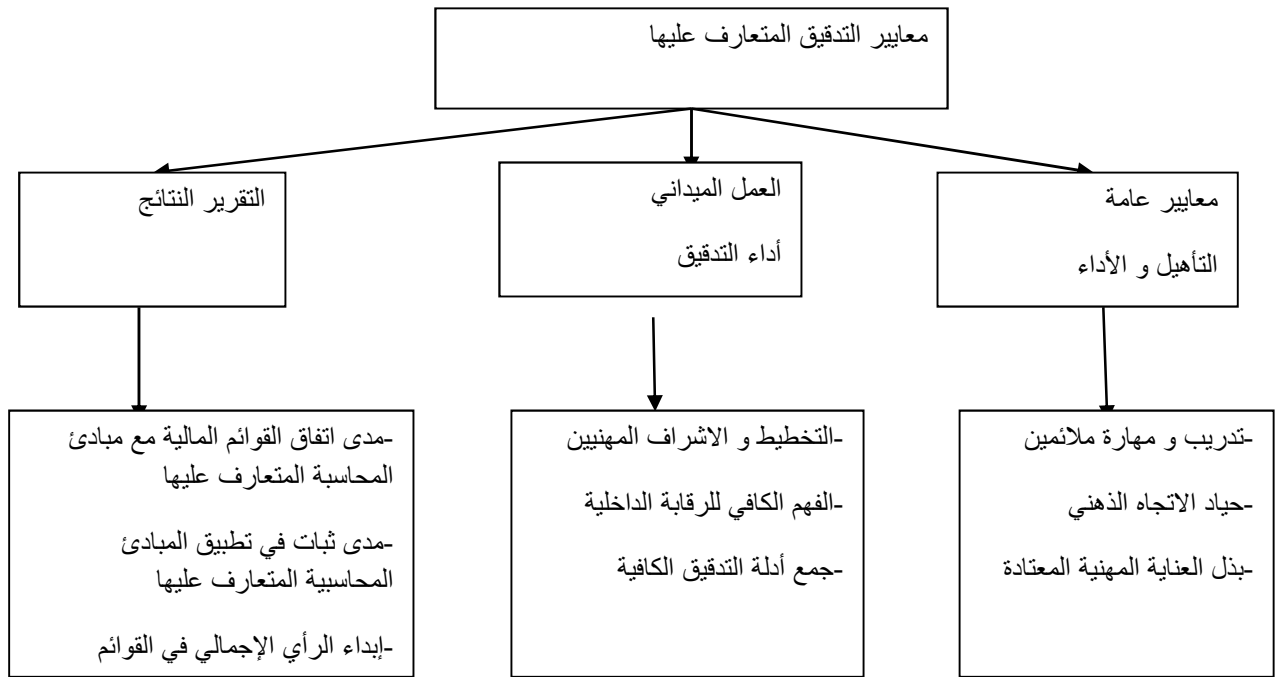 معايير التدقيق المتعارف عليها
معايير عامة
التأهيل و الأداء
العمل الميداني
أداء التدقيق
التقرير النتائج
-تدريب و مهارة ملائمين
-حياد الاتجاه الذهني
-بذل العناية المهنية المعتادة
-التخطيط و الاشراف المهنيين
-الفهم الكافي للرقابة الداخلية
-جمع أدلة التدقيق الكافية
-مدى اتفاق القوائم المالية مع مبادئ
المحاسبة المتعارف عليها
-مدى ثبات في تطبيق المبادئ
المحاسبية المتعارف عليها
-إبداء الرأي الإجمالي في القوائم